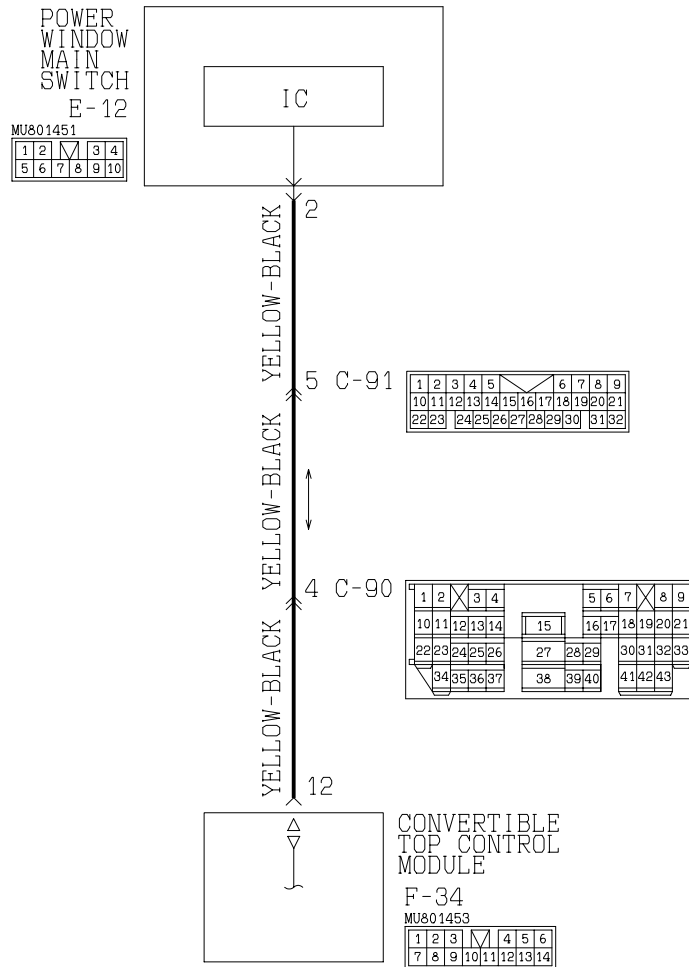 POWER
WINDOW
MAIN
SWITCH
E-12
MU801451
1 2 3 4
5 6 7 8 9 10
IC
2
YELLOW-BLACK
5 C-91
1 2 3 4 5 6 7 8 9
10 11 12 13 14 15 16 17 18 19 20 21
22 23 24 25 26 27 28 29 30 31 32
YELLOW-BLACK
4 C-90
1 2 3 4 5 6 7 8 9
10 11 12 13 14 15 16 17 18 19 20 21
22 23 24 25 26 27 28 29 30 31 32 33
34 35 36 37 38 39 40 41 42 43
YELLOW-BLACK
12
CONVERTIBLE
TOP CONTROL
MODULE
F-34
MU801453
1 2 3 4 5 6
7 8 9 10 11 12 13 14